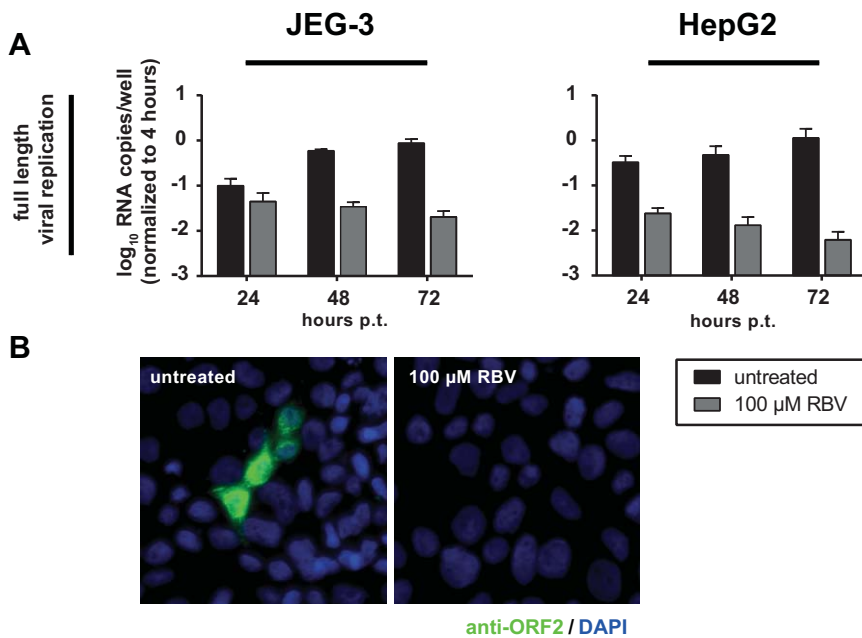 JEG-3
HepG2
A
full length
viral replication
log₁₀ RNA copies/well
(normalized to 4 hours)
1
0
-1
-2
-3
24 48 72
hours p.t.
1
0
-1
-2
-3
24 48 72
hours p.t.
B
untreated
100 µM RBV
untreated
100 µM RBV
anti-ORF2 / DAPI